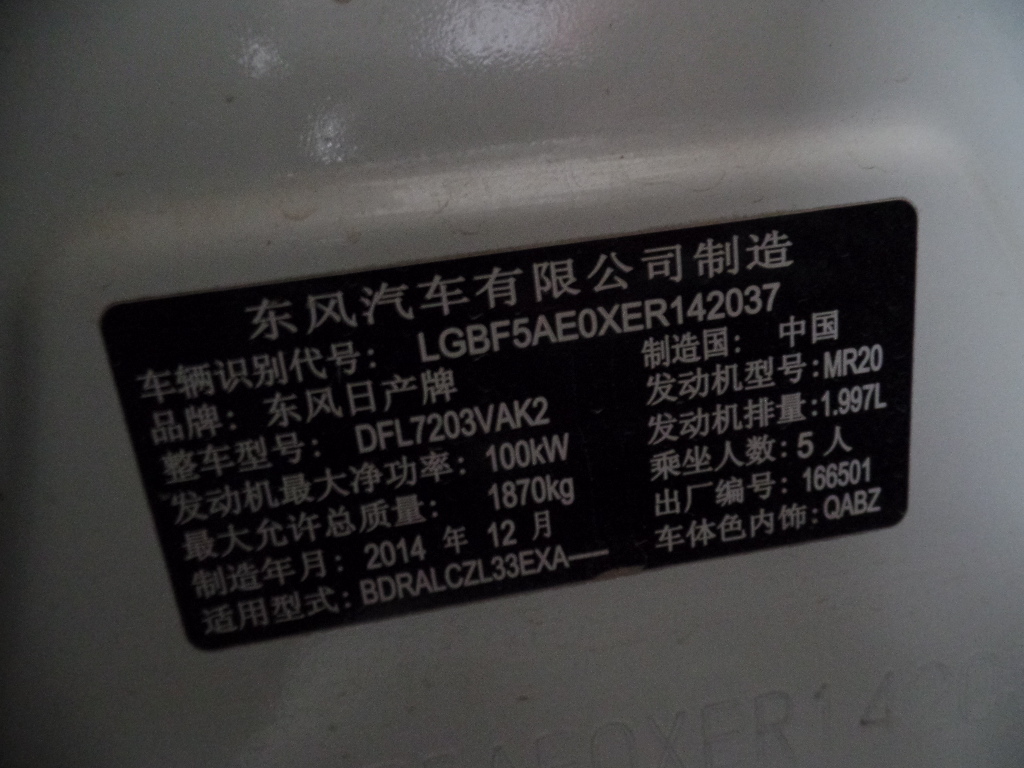 东风汽车有限公司制造
车辆识别代号: LGBF5AE0XER142037
品牌: 东风日产牌 制造国: 中国
整车型号: DFL7203VAK2 发动机型号:MR20
发动机最大净功率: 100kW 发动机排量:1.997L
最大允许总质量: 1870kg 乘坐人数:5 人
制造年月: 2014 年 12 月 出厂编号: 166501
适用型式: BDRALCZL33EXA— 车体色内饰:QABZ
AE0XER14